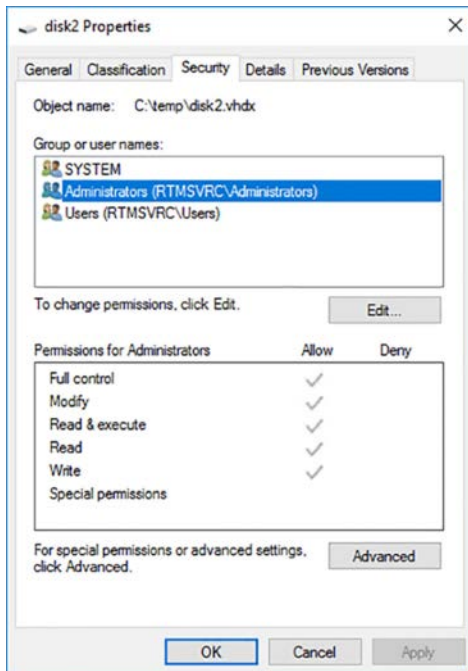 disk2 Properties
General Classification Security Details Previous Versions
Object name: C:\temp\disk2.vhdx
Group or user names:
SYSTEM
Administrators (RTMSVRC\Administrators)
Users (RTMSVRC\Users)
To change permissions, click Edit.
Edit...
Permissions for Administrators Allow Deny
Full control
Modify
Read & execute
Read
Write
Special permissions
For special permissions or advanced settings,
click Advanced.
Advanced
OK Cancel Apply